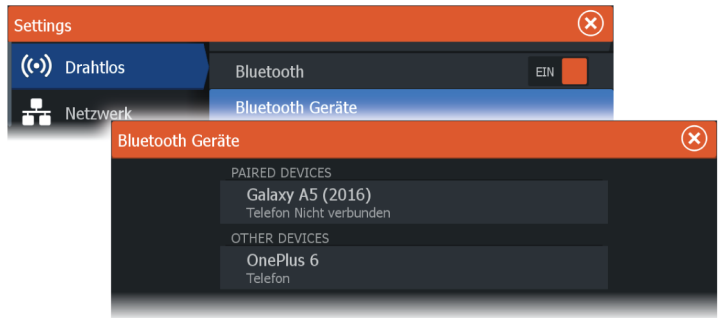 Settings
Drahtlos
Bluetooth
EIN
Netzwerk
Bluetooth Geräte
Bluetooth Geräte
PAIRED DEVICES
Galaxy A5 (2016)
Telefon Nicht verbunden
OTHER DEVICES
OnePlus 6
Telefon